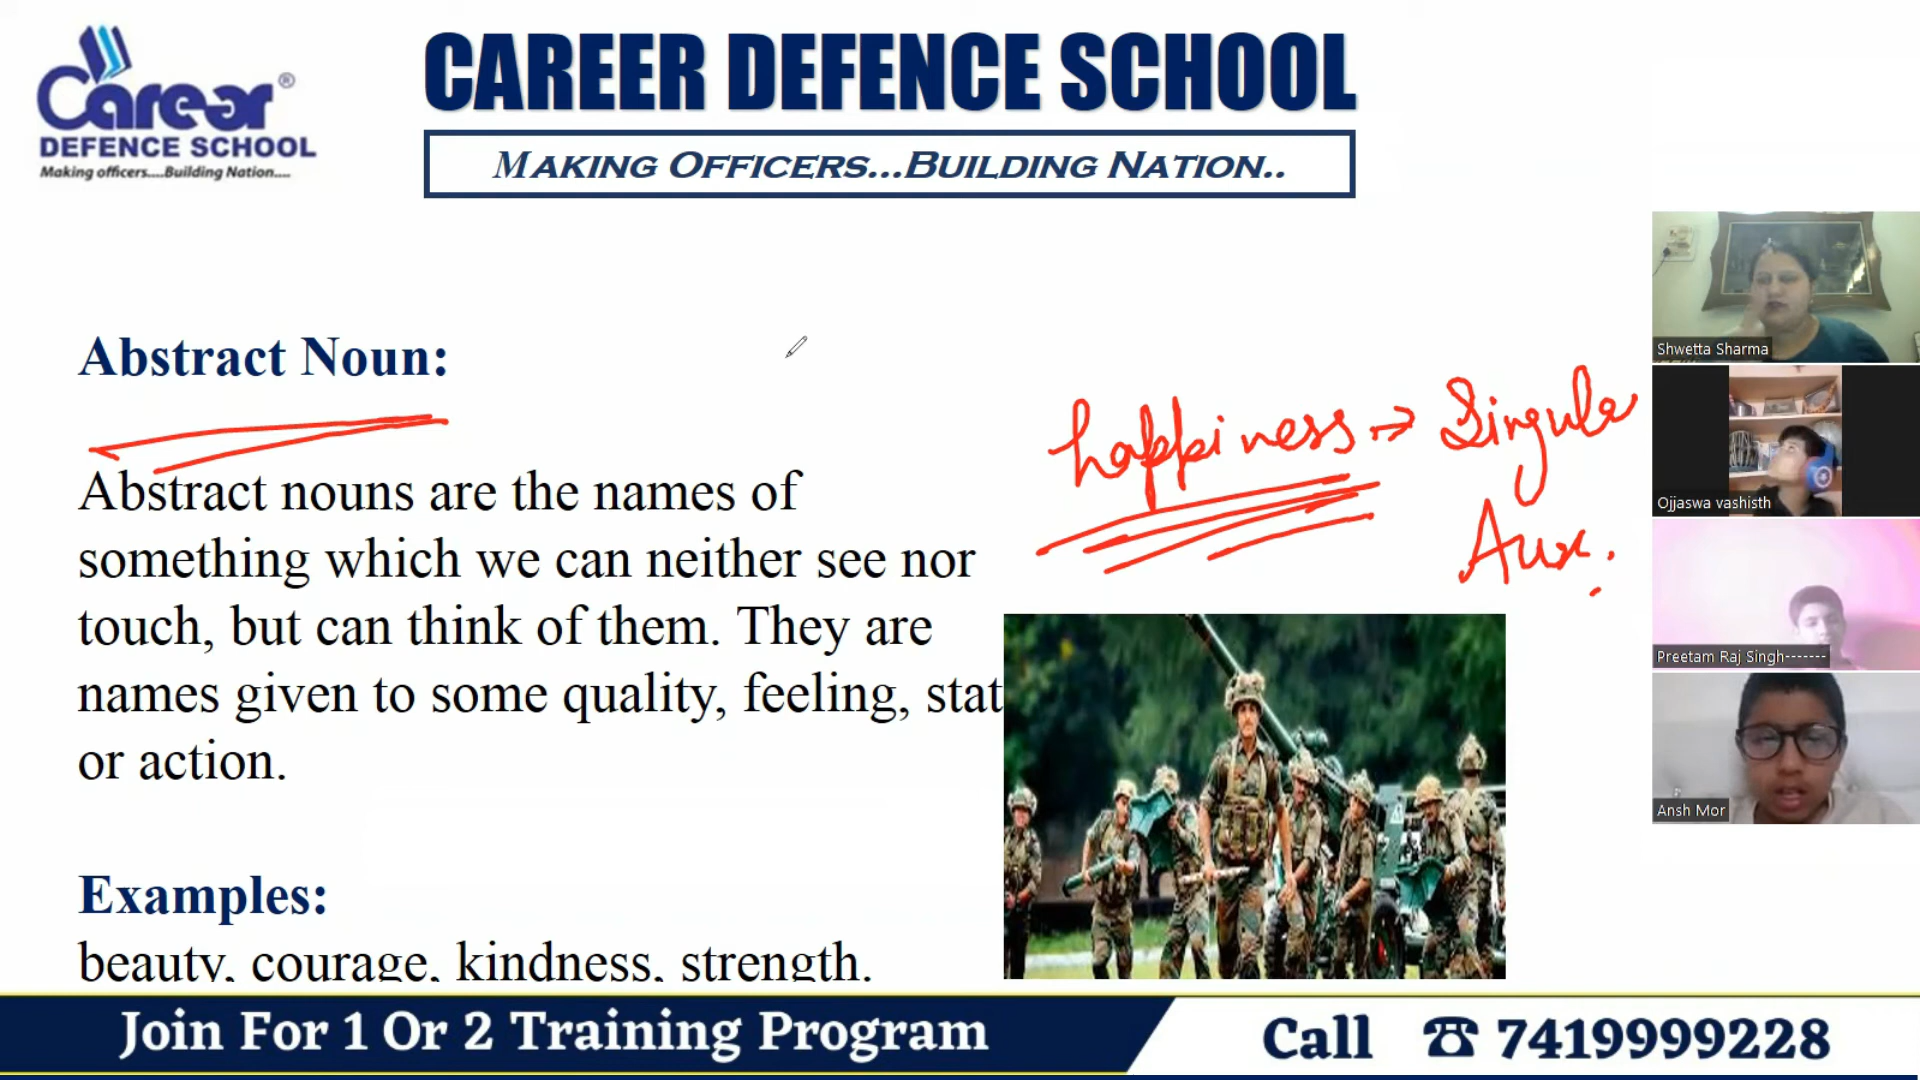 Carear®
DEFENCE SCHOOL
Making officers....Building Nation....
CAREER DEFENCE SCHOOL
MAKING OFFICERS...BUILDING NATION..
Abstract Noun:
happiness → Singular
Aux.
Abstract nouns are the names of
something which we can neither see nor
touch, but can think of them. They are
names given to some quality, feeling, stat
or action.
Examples:
beauty, courage, kindness, strength.
Shwetta Sharma
Ojjaswa vashisth
Preetam Raj Singh-------
Ansh Mor
Join For 1 Or 2 Training Program
Call ☎ 7419999228